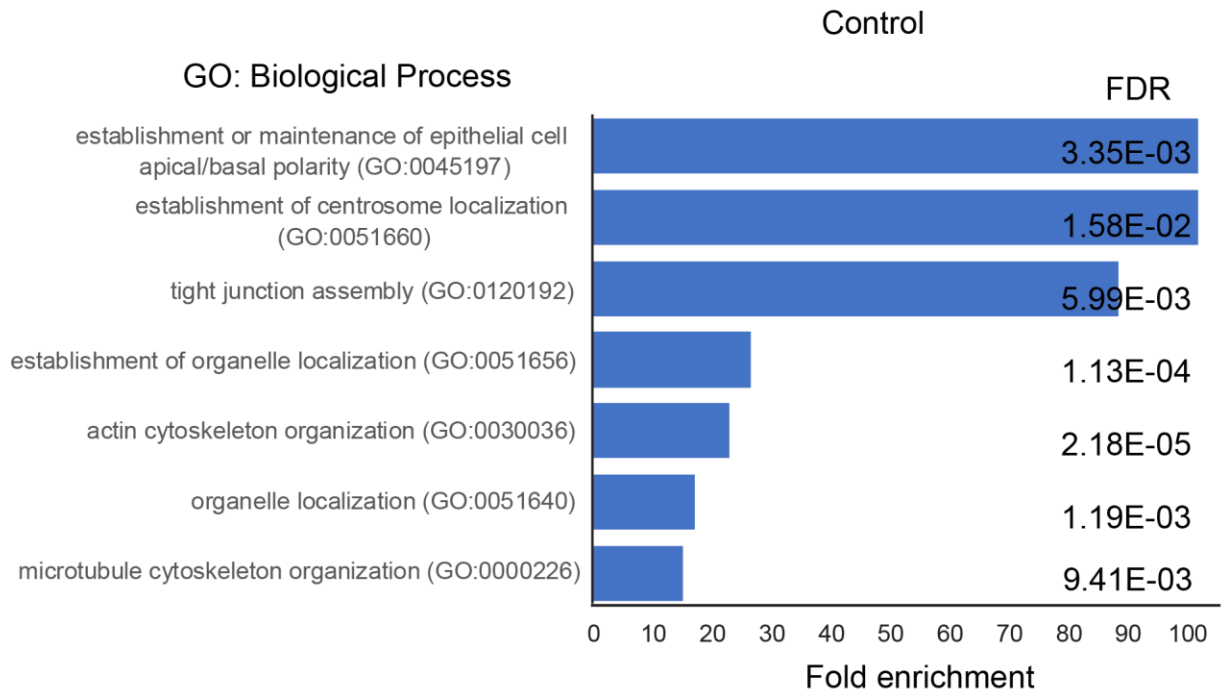 Control
GO: Biological Process
FDR
establishment or maintenance of epithelial cell
apical/basal polarity (GO:0045197)
3.35E-03
establishment of centrosome localization
(GO:0051660)
1.58E-02
tight junction assembly (GO:0120192)
5.99E-03
establishment of organelle localization (GO:0051656)
1.13E-04
actin cytoskeleton organization (GO:0030036)
2.18E-05
organelle localization (GO:0051640)
1.19E-03
microtubule cytoskeleton organization (GO:0000226)
9.41E-03
0 10 20 30 40 50 60 70 80 90 100
Fold enrichment